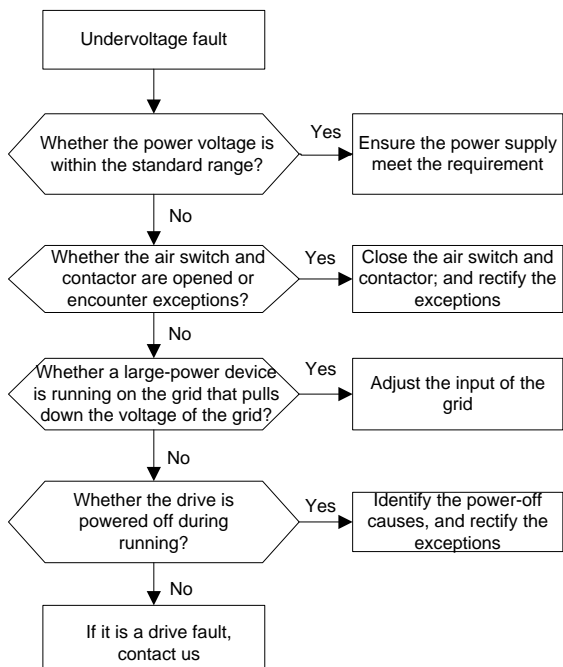 Undervoltage fault
Whether the power voltage is
within the standard range?
Yes
Ensure the power supply
meet the requirement
No
Whether the air switch and
contactor are opened or
encounter exceptions?
Yes
Close the air switch and
contactor; and rectify the
exceptions
No
Whether a large-power device
is running on the grid that pulls
down the voltage of the grid?
Yes
Adjust the input of the
grid
No
Whether the drive is
powered off during
running?
Yes
Identify the power-off
causes, and rectify the
exceptions
No
If it is a drive fault,
contact us